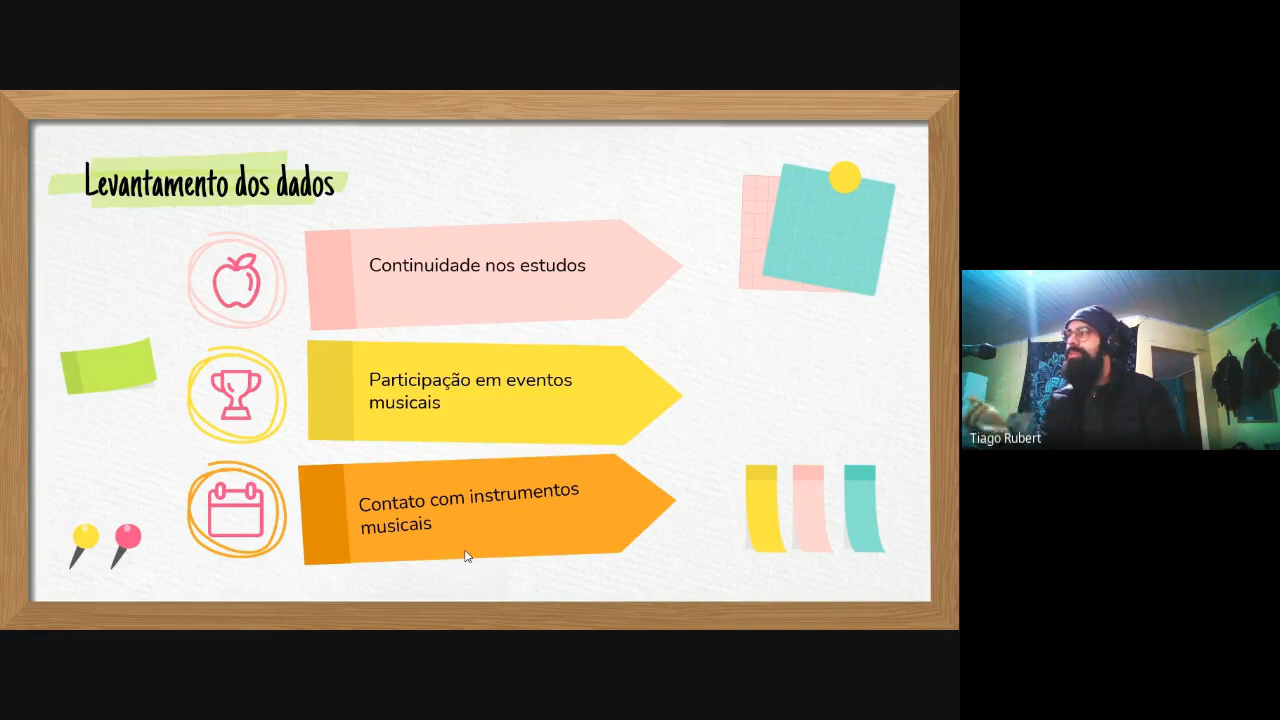 Levantamento dos dados
Continuidade nos estudos
Participação em eventos
musicais
Contato com instrumentos
musicais
Tiago Rubert